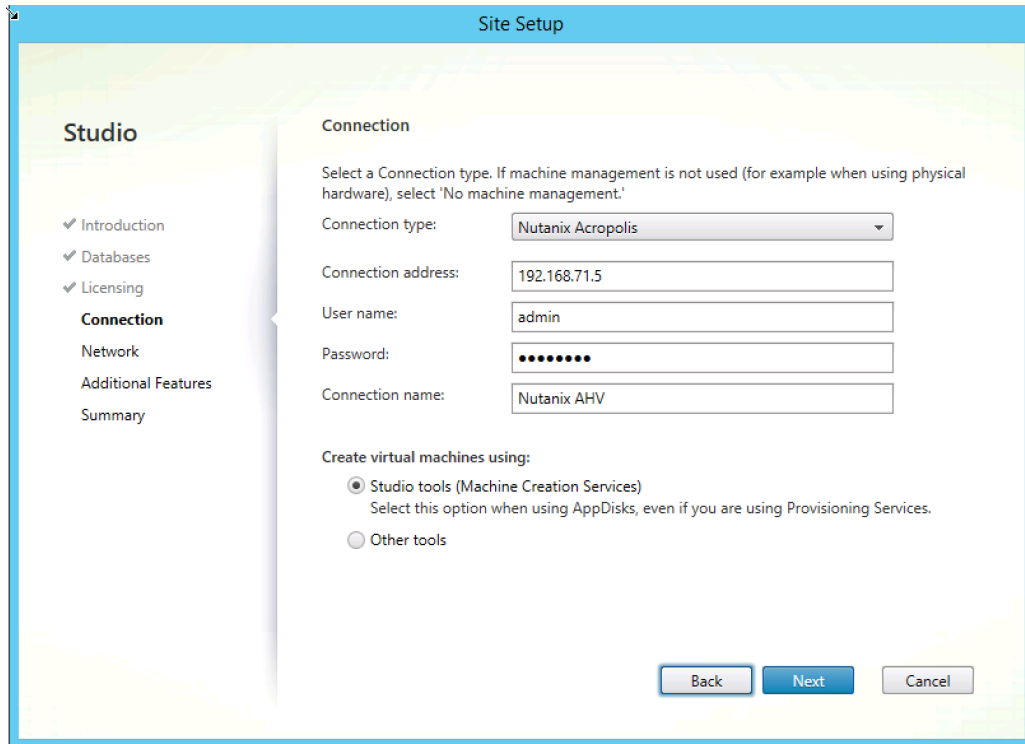 Site Setup
Studio
Introduction
Databases
Licensing
Connection
Network
Additional Features
Summary
Connection
Select a Connection type. If machine management is not used (for example when using physical
hardware), select 'No machine management.'
Connection type:
Nutanix Acropolis
Connection address:
192.168.71.5
User name:
admin
Password:
••••••••
Connection name:
Nutanix AHV
Create virtual machines using:
Studio tools (Machine Creation Services)
Select this option when using AppDisks, even if you are using Provisioning Services.
Other tools
Back
Next
Cancel